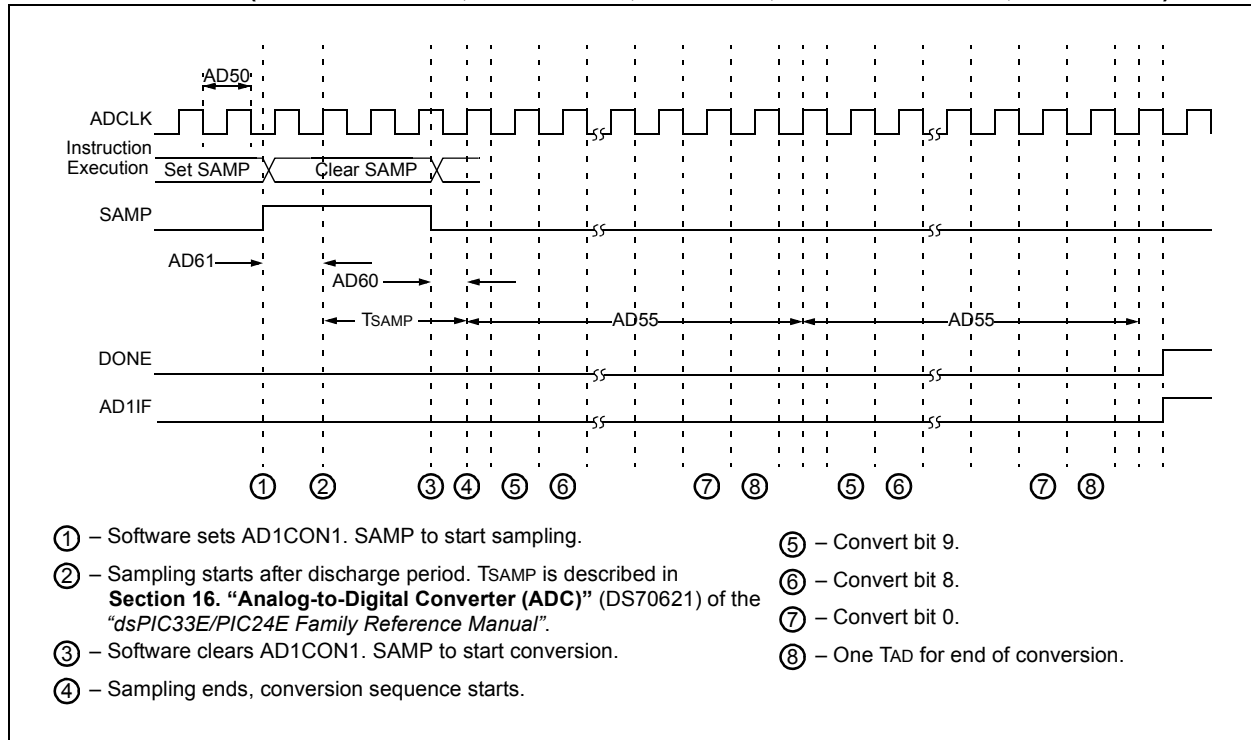 AD50
ADCLK
Instruction
Execution
Set SAMP
Clear SAMP
SAMP
AD61
AD60
TSAMP
AD55
AD55
DONE
AD1IF
1 2 3 4 5 6 7 8 5 6 7 8
1 – Software sets AD1CON1. SAMP to start sampling.
2 – Sampling starts after discharge period. TSAMP is described in
Section 16. “Analog-to-Digital Converter (ADC)” (DS70621) of the
“dsPIC33E/PIC24E Family Reference Manual”.
3 – Software clears AD1CON1. SAMP to start conversion.
4 – Sampling ends, conversion sequence starts.
5 – Convert bit 9.
6 – Convert bit 8.
7 – Convert bit 0.
8 – One TAD for end of conversion.